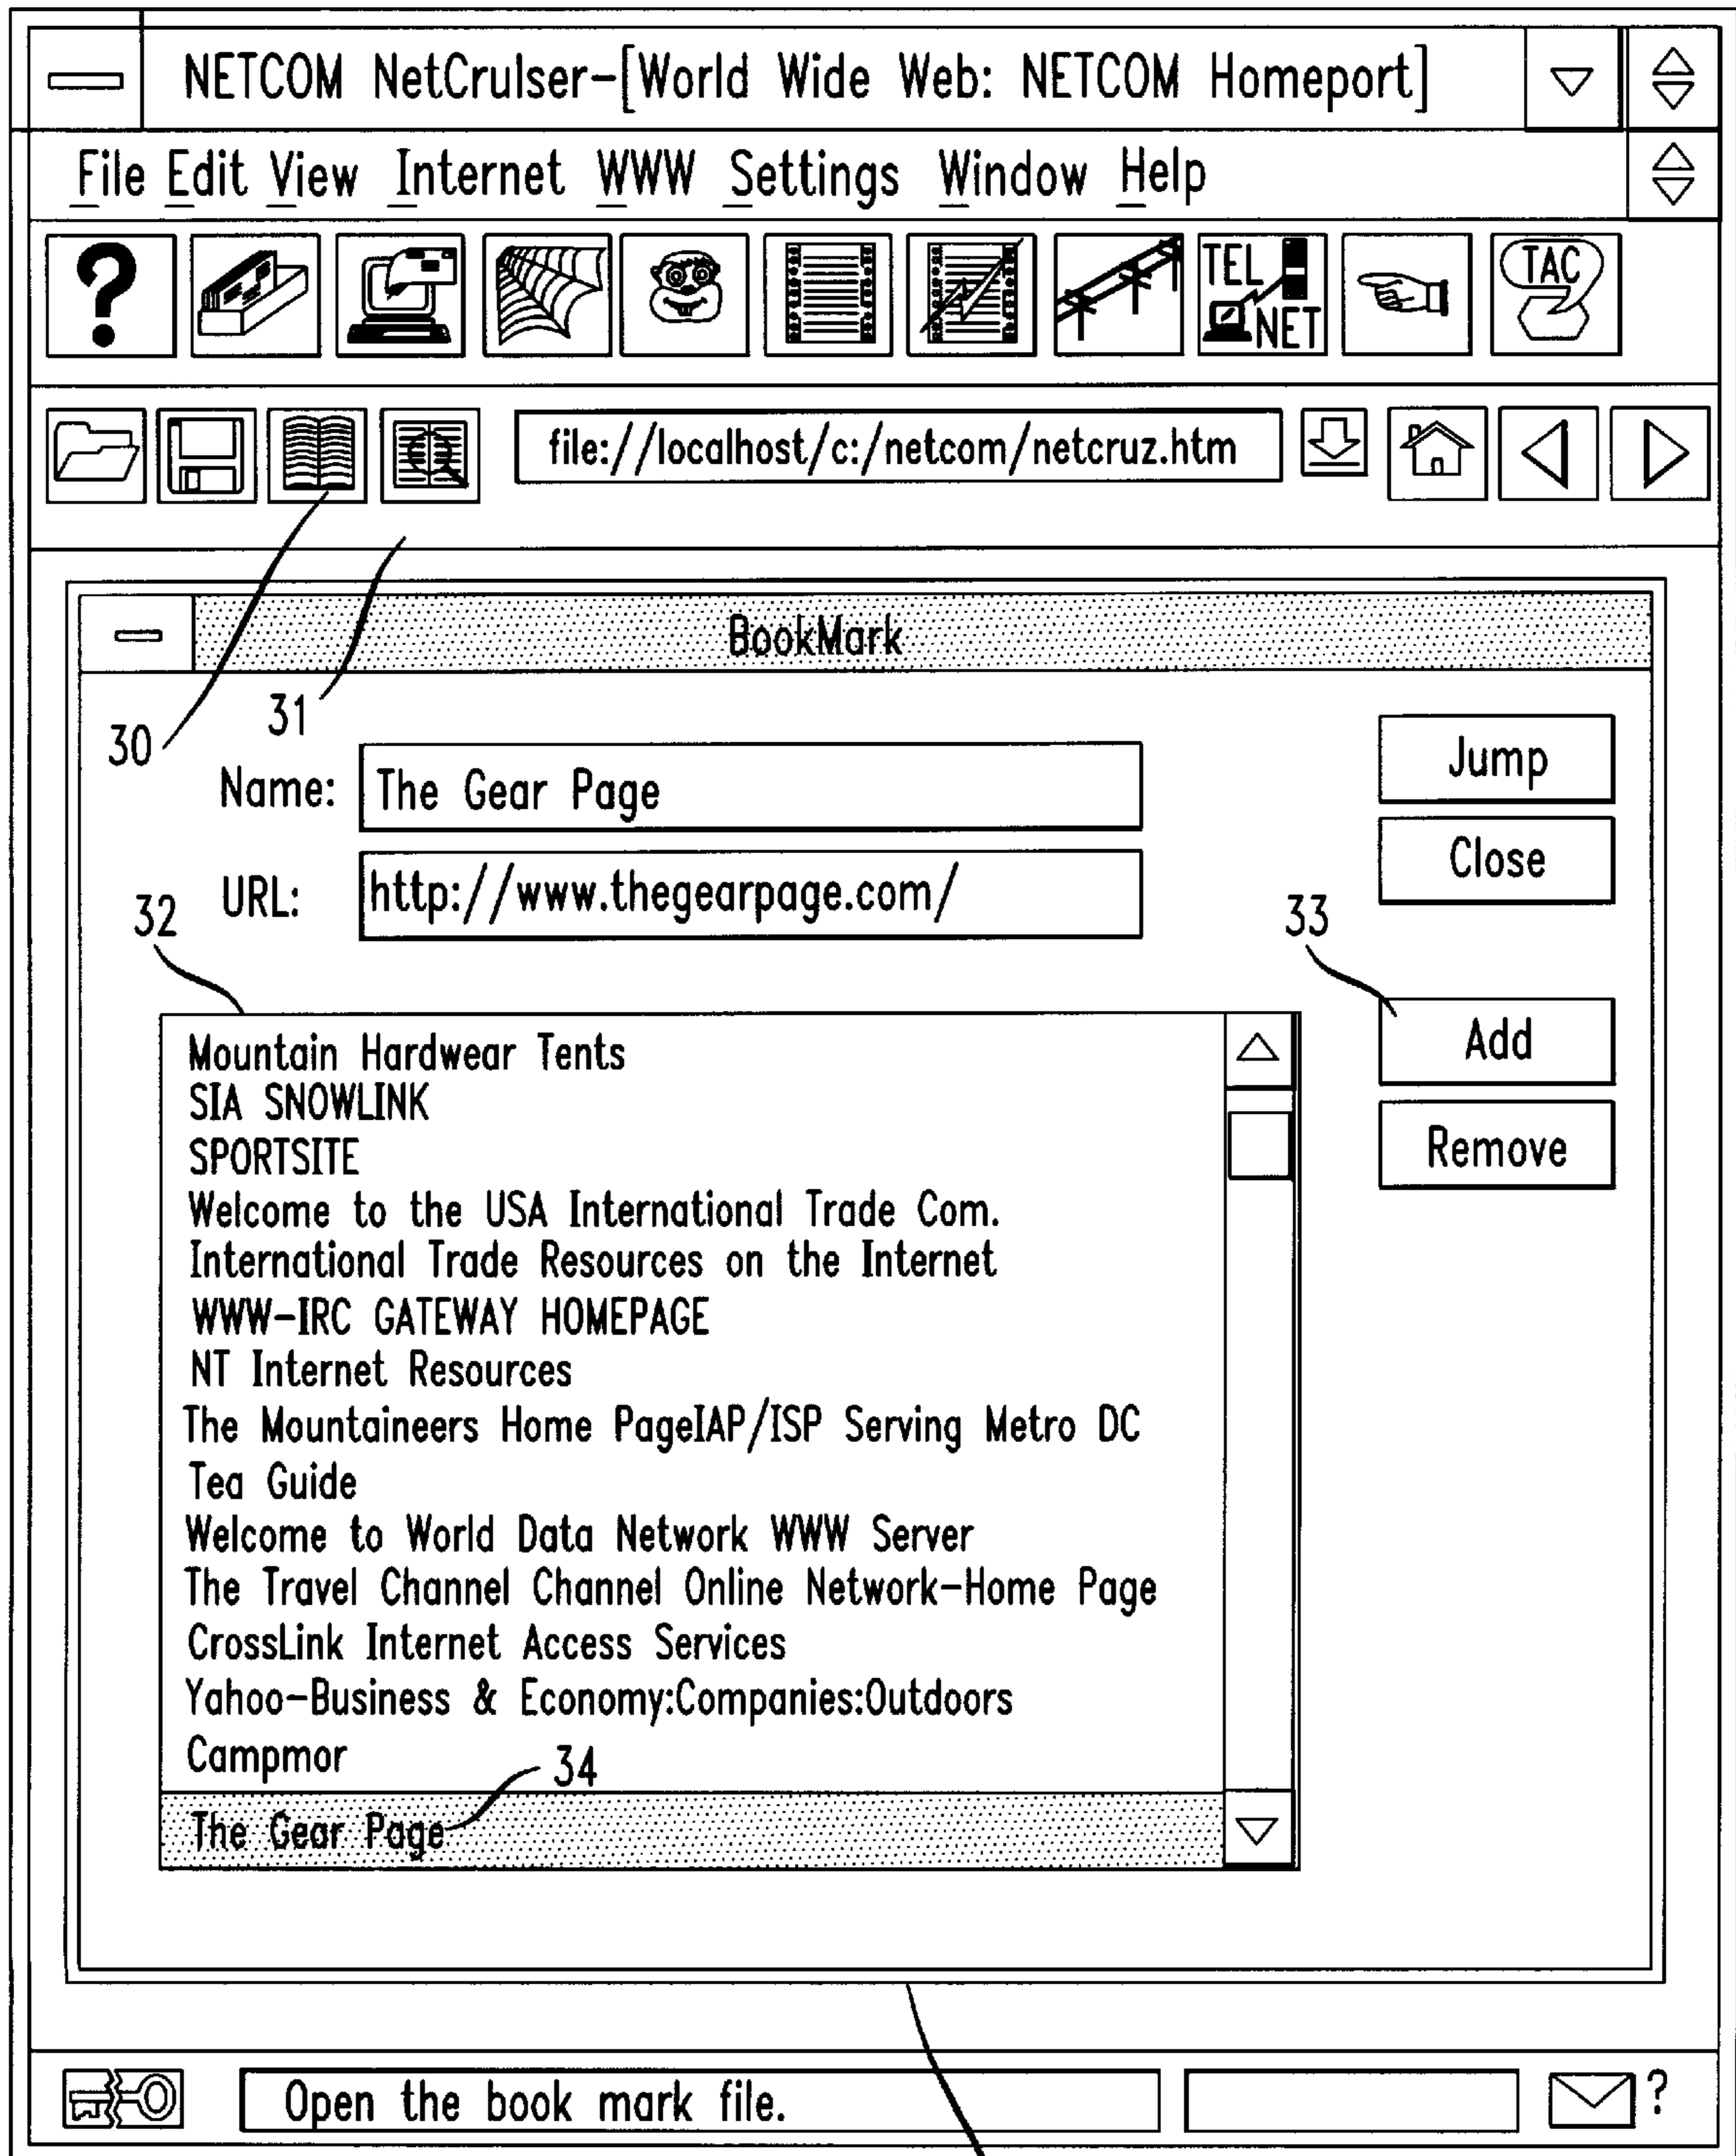 NETCOM NetCrulser-[World Wide Web: NETCOM Homeport]
File Edit View Internet WWW Settings Window Help
?
TEL
NET
TAC
file://localhost/c:/netcom/netcruz.htm
BookMark
30
31
Name: The Gear Page
Jump
URL: http://www.thegearpage.com/
Close
32
33
Mountain Hardwear Tents
SIA SNOWLINK
SPORTSITE
Welcome to the USA International Trade Com.
International Trade Resources on the Internet
WWW-IRC GATEWAY HOMEPAGE
NT Internet Resources
The Mountaineers Home PageIAP/ISP Serving Metro DC
Tea Guide
Welcome to World Data Network WWW Server
The Travel Channel Channel Online Network-Home Page
CrossLink Internet Access Services
Yahoo-Business & Economy:Companies:Outdoors
Campmor
34
The Gear Page
Add
Remove
Open the book mark file.
?